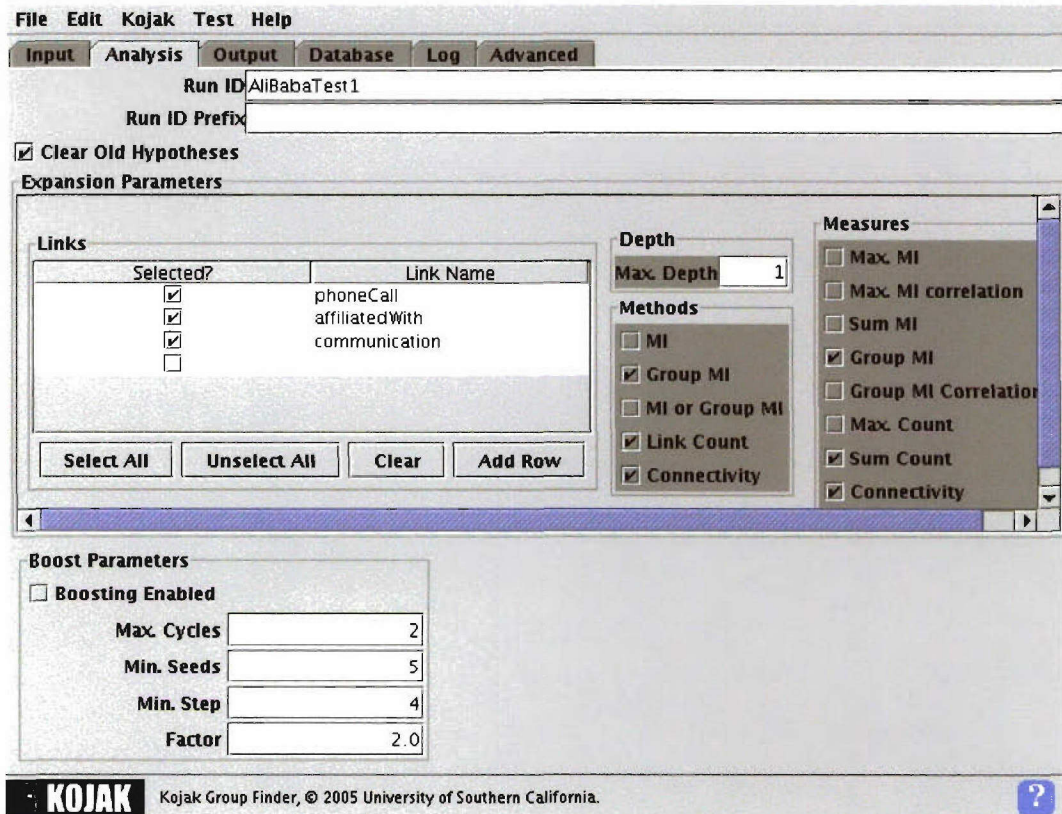 File Edit Kojak Test Help
Input Analysis Output Database Log Advanced
Run ID AliBabaTest1
Run ID Prefix
Clear Old Hypotheses
Expansion Parameters
Links
Selected? Link Name
phoneCall
affiliatedWith
communication
Select All Unselect All Clear Add Row
Depth
Max. Depth 1
Methods
MI
Group MI
MI or Group MI
Link Count
Connectivity
Measures
Max. MI
Max. MI correlation
Sum MI
Group MI
Group MI Correlation
Max. Count
Sum Count
Connectivity
Boost Parameters
Boosting Enabled
Max. Cycles 2
Min. Seeds 5
Min. Step 4
Factor 2.0
KOJAK Kojak Group Finder, © 2005 University of Southern California. ?